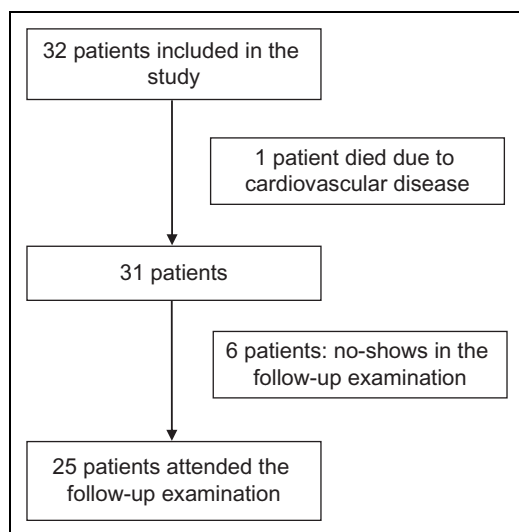 32 patients included in the
study
1 patient died due to
cardiovascular disease
31 patients
6 patients: no-shows in the
follow-up examination
25 patients attended the
follow-up examination